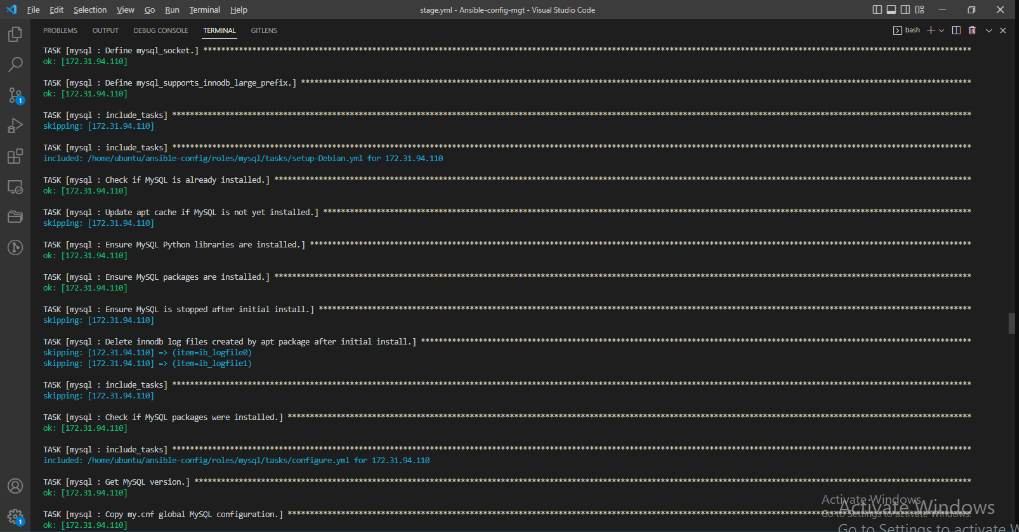 File Edit Selection View Go Run Terminal Help
stage.yml - Ansible-config-mgt - Visual Studio Code
PROBLEMS OUTPUT DEBUG CONSOLE TERMINAL GITLENS
bash
TASK [mysql : Define mysql_socket.] ****
ok: [172.31.94.110]
TASK [mysql : Define mysql_supports_innodb_large_prefix.] ****
ok: [172.31.94.110]
TASK [mysql : include_tasks] ****
skipping: [172.31.94.110]
TASK [mysql : include_tasks] ****
included: /home/ubuntu/ansible-config/roles/mysql/tasks/setup-Debian.yml for 172.31.94.110
TASK [mysql : Check if MySQL is already installed.] ****
ok: [172.31.94.110]
TASK [mysql : Update apt cache if MySQL is not yet installed.] ****
skipping: [172.31.94.110]
TASK [mysql : Ensure MySQL Python libraries are installed.] ****
ok: [172.31.94.110]
TASK [mysql : Ensure MySQL packages are installed.] ****
ok: [172.31.94.110]
TASK [mysql : Ensure MySQL is stopped after initial install.] ****
skipping: [172.31.94.110]
TASK [mysql : Delete innodb log files created by apt package after initial install.] ****
skipping: [172.31.94.110] => (item=ib_logfile0)
skipping: [172.31.94.110] => (item=ib_logfile1)
TASK [mysql : include_tasks] ****
skipping: [172.31.94.110]
TASK [mysql : Check if MySQL packages were installed.] ****
ok: [172.31.94.110]
TASK [mysql : include_tasks] ****
included: /home/ubuntu/ansible-config/roles/mysql/tasks/configure.yml for 172.31.94.110
TASK [mysql : Get MySQL version.] ****
ok: [172.31.94.110]
TASK [mysql : Copy my.cnf global MySQL configuration.] ****
ok: [172.31.94.110]
1
1
Activate Windows
Go to Settings to activate Windows.
Activate Windows
Go to Settings to activate W